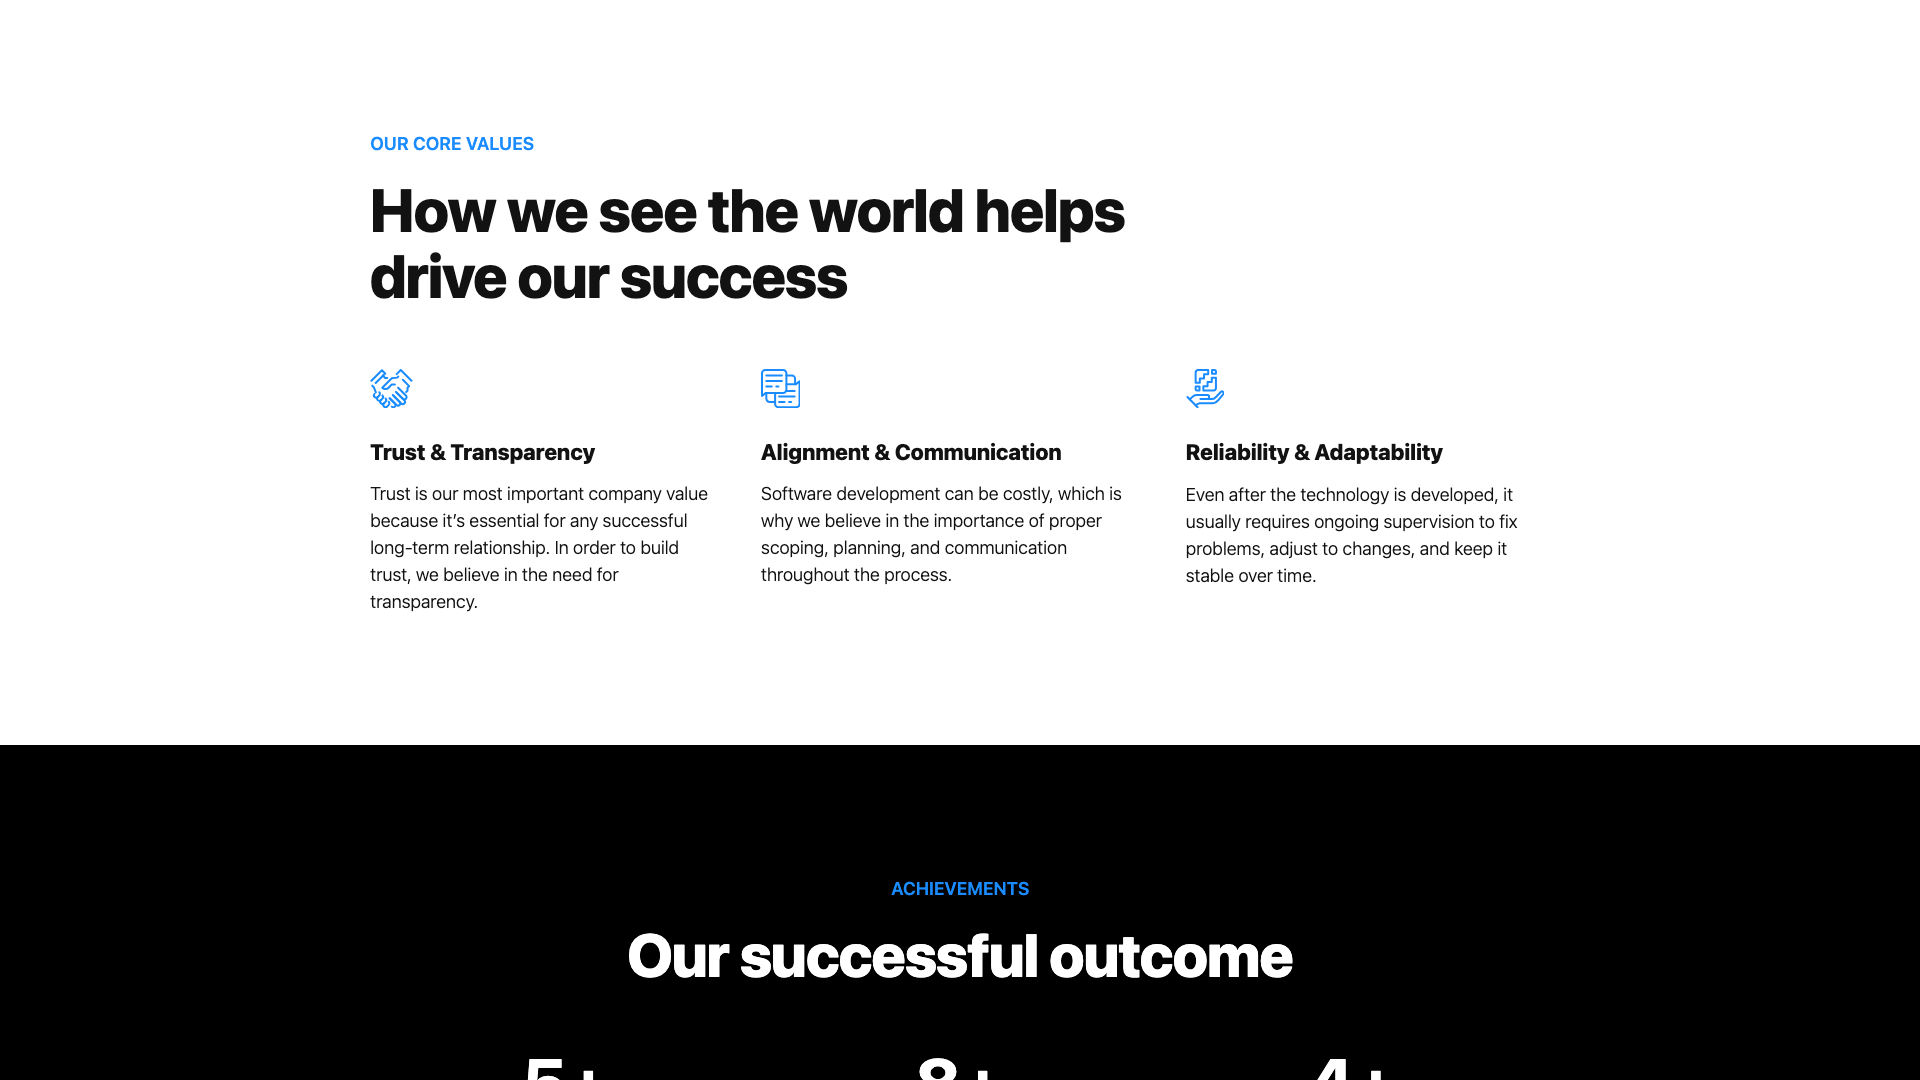 OUR CORE VALUES
How we see the world helps
drive our success
Trust & Transparency
Trust is our most important company value
because it’s essential for any successful
long-term relationship. In order to build
trust, we believe in the need for
transparency.
Alignment & Communication
Software development can be costly, which is
why we believe in the importance of proper
scoping, planning, and communication
throughout the process.
Reliability & Adaptability
Even after the technology is developed, it
usually requires ongoing supervision to fix
problems, adjust to changes, and keep it
stable over time.
ACHIEVEMENTS
Our successful outcome